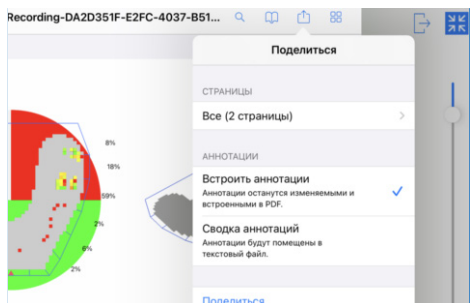 Recording-DA2D351F-E2FC-4037-B51...
Поделиться
СТРАНИЦЫ
Все (2 страницы)
АННОТАЦИИ
Встроить аннотации
Аннотации останутся изменяемыми и
встроенными в PDF.
Сводка аннотаций
Аннотации будут помещены в
текстовый файл.
Поделиться
8%
18%
59%
2%
6%
2%